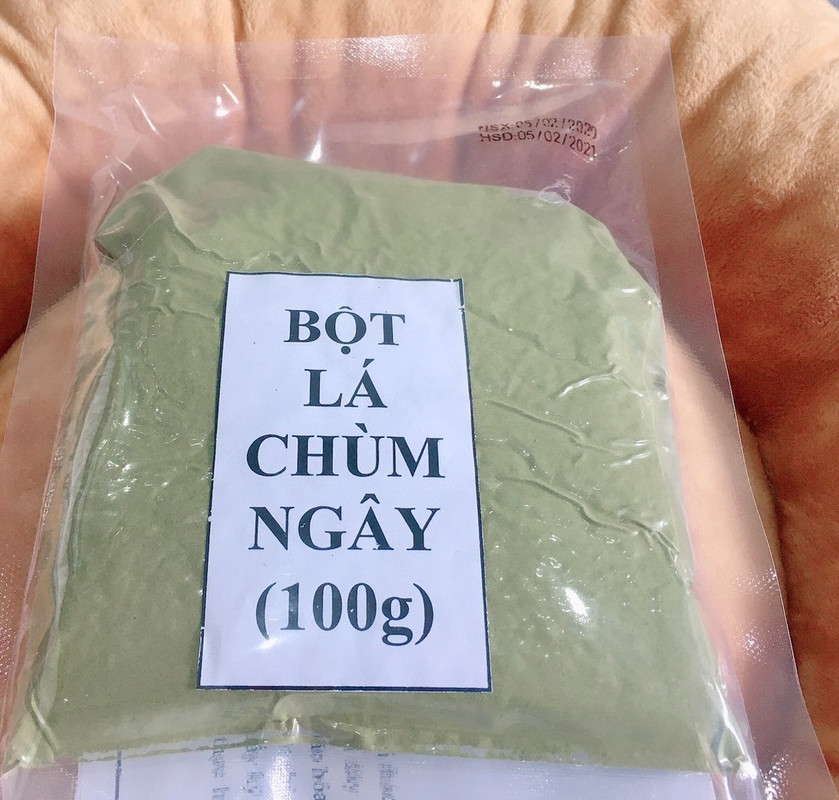 NSX:05/02/2020
HSD:05/02/2021
BỘT
LÁ
CHÙM
NGÂY
(100g)